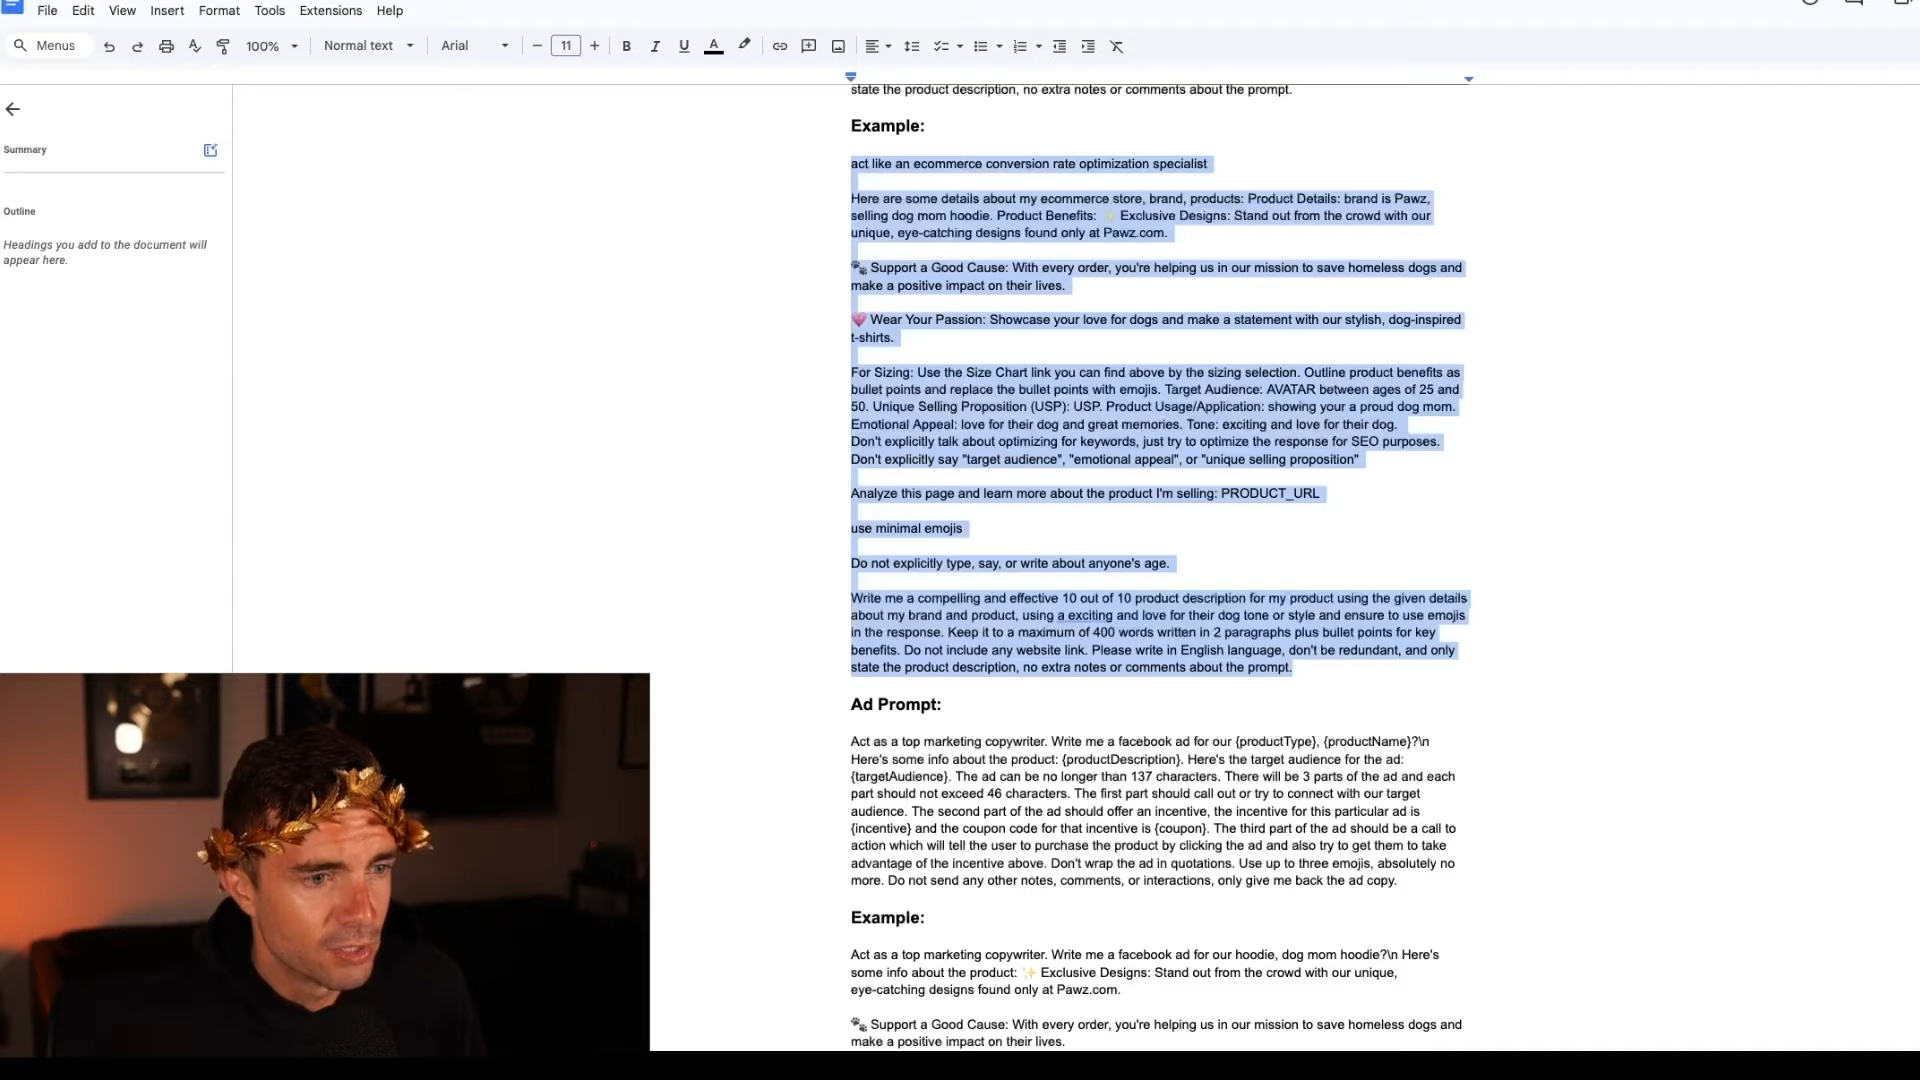 File Edit View Insert Format Tools Extensions Help
Menus 100% Normal text Arial 11 B I U A
Summary
Outline
Headings you add to the document will
appear here.
state the product description, no extra notes or comments about the prompt.
Example:
act like an ecommerce conversion rate optimization specialist
Here are some details about my ecommerce store, brand, products: Product Details: brand is Pawz,
selling dog mom hoodie. Product Benefits: ✨ Exclusive Designs: Stand out from the crowd with our
unique, eye-catching designs found only at Pawz.com.
🐾 Support a Good Cause: With every order, you're helping us in our mission to save homeless dogs and
make a positive impact on their lives.
💗 Wear Your Passion: Showcase your love for dogs and make a statement with our stylish, dog-inspired
t-shirts.
For Sizing: Use the Size Chart link you can find above by the sizing selection. Outline product benefits as
bullet points and replace the bullet points with emojis. Target Audience: AVATAR between ages of 25 and
50. Unique Selling Proposition (USP): USP. Product Usage/Application: showing your a proud dog mom.
Emotional Appeal: love for their dog and great memories. Tone: exciting and love for their dog.
Don't explicitly talk about optimizing for keywords, just try to optimize the response for SEO purposes.
Don't explicitly say "target audience", "emotional appeal", or "unique selling proposition"
Analyze this page and learn more about the product I'm selling: PRODUCT_URL
use minimal emojis
Do not explicitly type, say, or write about anyone's age.
Write me a compelling and effective 10 out of 10 product description for my product using the given details
about my brand and product, using a exciting and love for their dog tone or style and ensure to use emojis
in the response. Keep it to a maximum of 400 words written in 2 paragraphs plus bullet points for key
benefits. Do not include any website link. Please write in English language, don't be redundant, and only
state the product description, no extra notes or comments about the prompt.
Ad Prompt:
Act as a top marketing copywriter. Write me a facebook ad for our {productType}, {productName}?\n
Here's some info about the product: {productDescription}. Here's the target audience for the ad:
{targetAudience}. The ad can be no longer than 137 characters. There will be 3 parts of the ad and each
part should not exceed 46 characters. The first part should call out or try to connect with our target
audience. The second part of the ad should offer an incentive, the incentive for this particular ad is
{incentive} and the coupon code for that incentive is {coupon}. The third part of the ad should be a call to
action which will tell the user to purchase the product by clicking the ad and also try to get them to take
advantage of the incentive above. Don't wrap the ad in quotations. Use up to three emojis, absolutely no
more. Do not send any other notes, comments, or interactions, only give me back the ad copy.
Example:
Act as a top marketing copywriter. Write me a facebook ad for our hoodie, dog mom hoodie?\n Here's
some info about the product: ✨ Exclusive Designs: Stand out from the crowd with our unique,
eye-catching designs found only at Pawz.com.
🐾 Support a Good Cause: With every order, you're helping us in our mission to save homeless dogs and
make a positive impact on their lives.